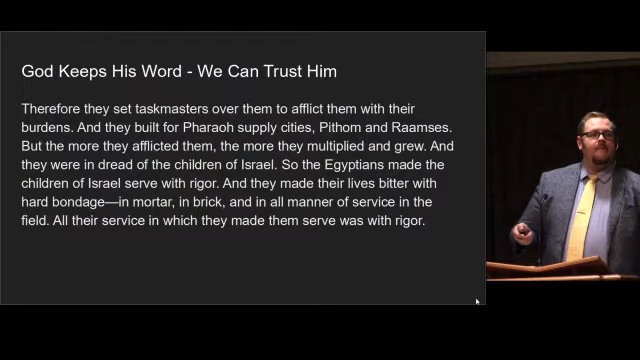 God Keeps His Word - We Can Trust Him
Therefore they set taskmasters over them to afflict them with their
burdens. And they built for Pharaoh supply cities, Pithom and Raamses.
But the more they afflicted them, the more they multiplied and grew. And
they were in dread of the children of Israel. So the Egyptians made the
children of Israel serve with rigor. And they made their lives bitter with
hard bondage—in mortar, in brick, and in all manner of service in the
field. All their service in which they made them serve was with rigor.